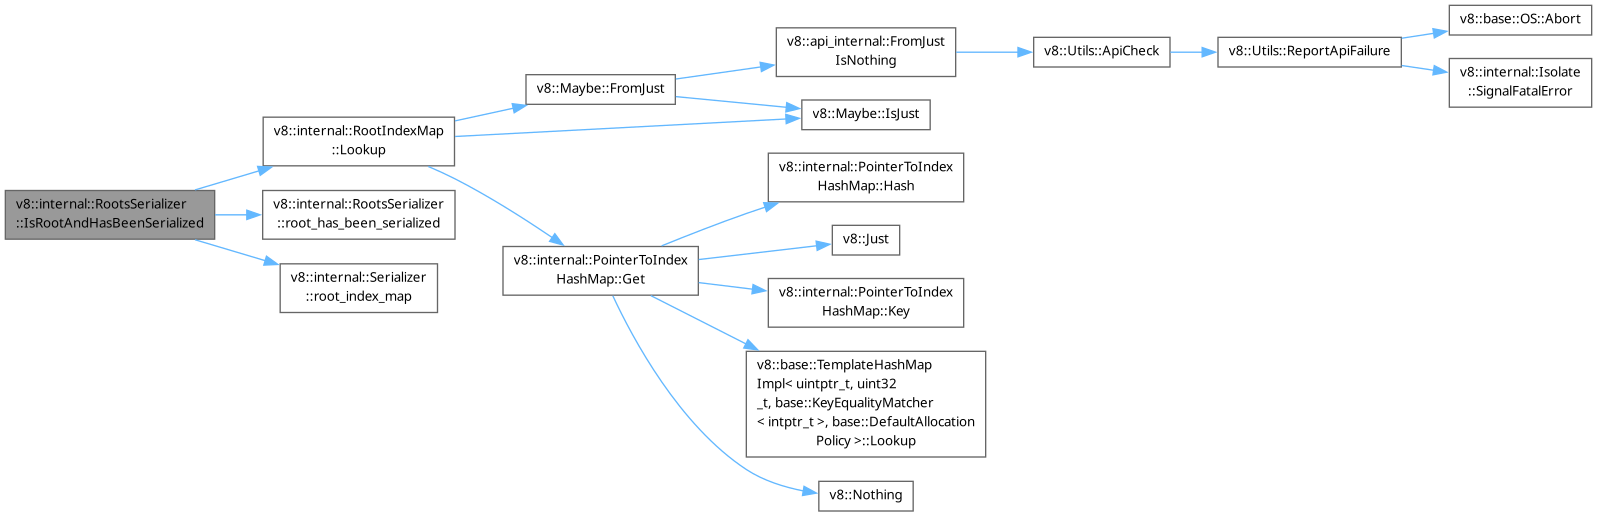 v8::internal::RootsSerializer
::IsRootAndHasBeenSerialized
v8::internal::RootIndexMap
::Lookup
v8::internal::RootsSerializer
::root_has_been_serialized
v8::internal::Serializer
::root_index_map
v8::Maybe::FromJust
v8::internal::PointerToIndex
HashMap::Get
v8::api_internal::FromJust
IsNothing
v8::Maybe::IsJust
v8::internal::PointerToIndex
HashMap::Hash
v8::Just
v8::internal::PointerToIndex
HashMap::Key
v8::base::TemplateHashMap
Impl< uintptr_t, uint32
_t, base::KeyEqualityMatcher
< intptr_t >, base::DefaultAllocation
Policy >::Lookup
v8::Nothing
v8::Utils::ApiCheck
v8::Utils::ReportApiFailure
v8::base::OS::Abort
v8::internal::Isolate
::SignalFatalError